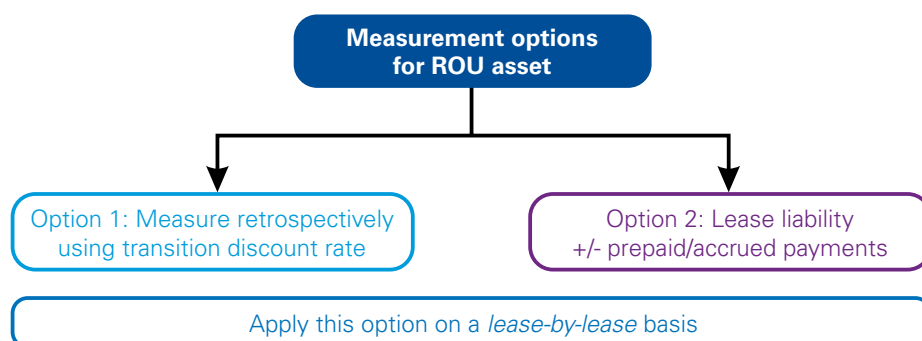 Measurement options
for ROU asset
Option 1: Measure retrospectively
using transition discount rate
Option 2: Lease liability
+/- prepaid/accrued payments
Apply this option on a lease-by-lease basis